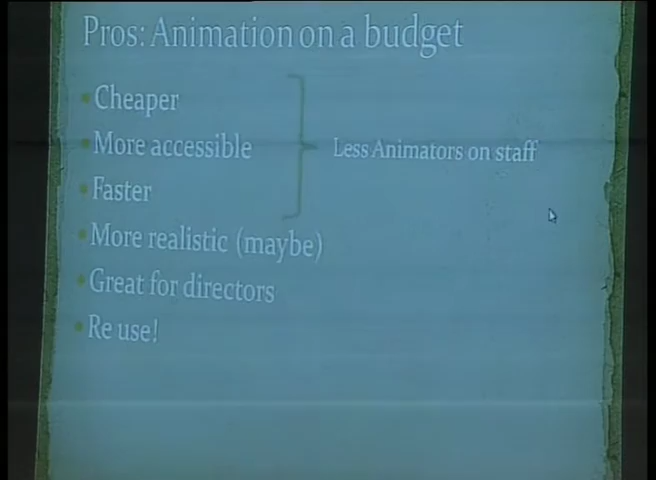 Pros: Animation on a budget
Cheaper
More accessible
Faster
Less Animators on staff
More realistic (maybe)
Great for directors
Re use!